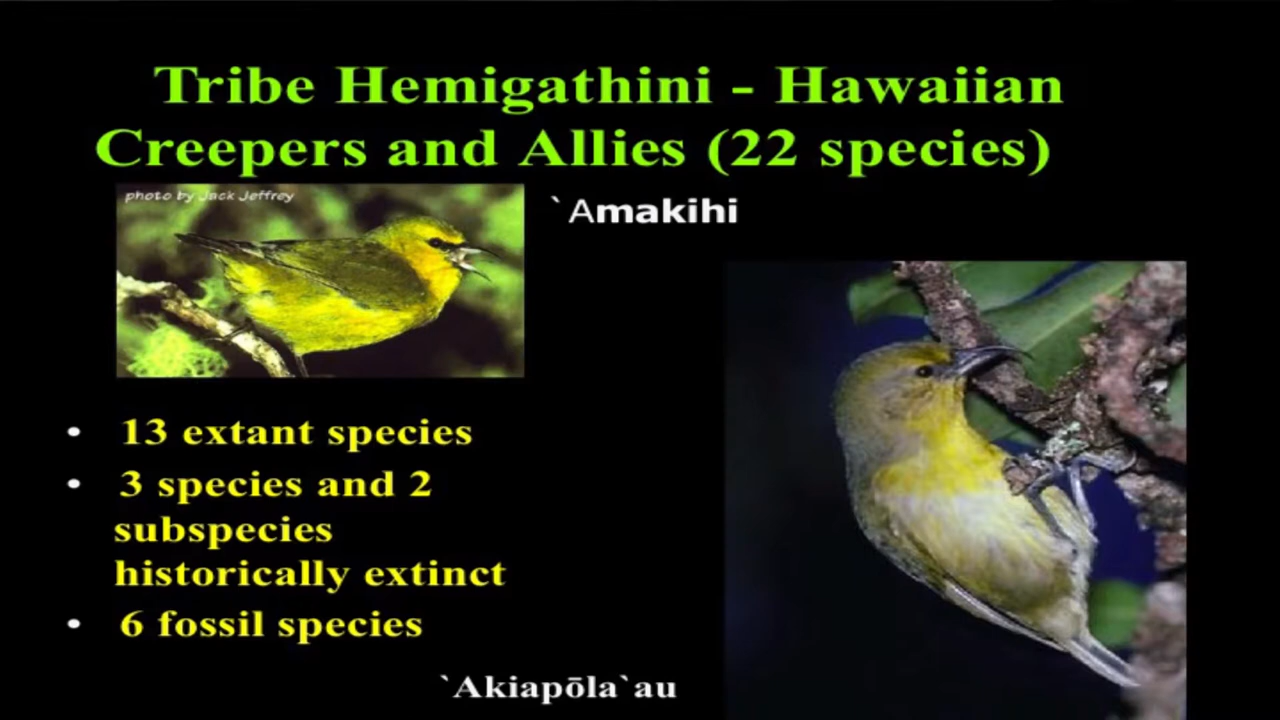 Tribe Hemigathini - Hawaiian
Creepers and Allies (22 species)
photo by Jack Jeffrey
`Amakihi
• 13 extant species
• 3 species and 2
subspecies
historically extinct
• 6 fossil species
`Akiapōla`au